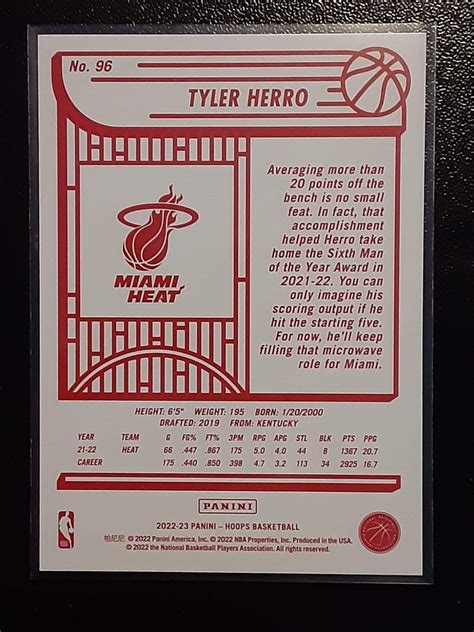 No. 96
TYLER HERRO
Averaging more than
20 points off the
bench is no small
feat. In fact, that
accomplishment
helped Herro take
home the Sixth Man
of the Year Award in
2021-22. You can
only imagine his
scoring output if he
hit the starting five.
For now, he'll keep
filling that microwave
role for Miami.
MIAMI
HEAT
HEIGHT: 6'5" WEIGHT: 195 BORN: 1/20/2000
DRAFTED: 2019 FROM: KENTUCKY
YEAR TEAM G FG% FT% 3PM RPG APG STL BLK PTS PPG
21-22 HEAT 66 .447 .867 175 5.0 4.0 44 8 1367 20.7
CAREER 175 .440 .850 398 4.7 3.2 113 34 2925 16.7
PANINI
2022-23 PANINI – HOOPS BASKETBALL
帕尼尼 © 2022 Panini America, Inc. © 2022 NBA Properties, Inc. Produced in the USA.
© 2022 the National Basketball Players Association. All rights reserved.